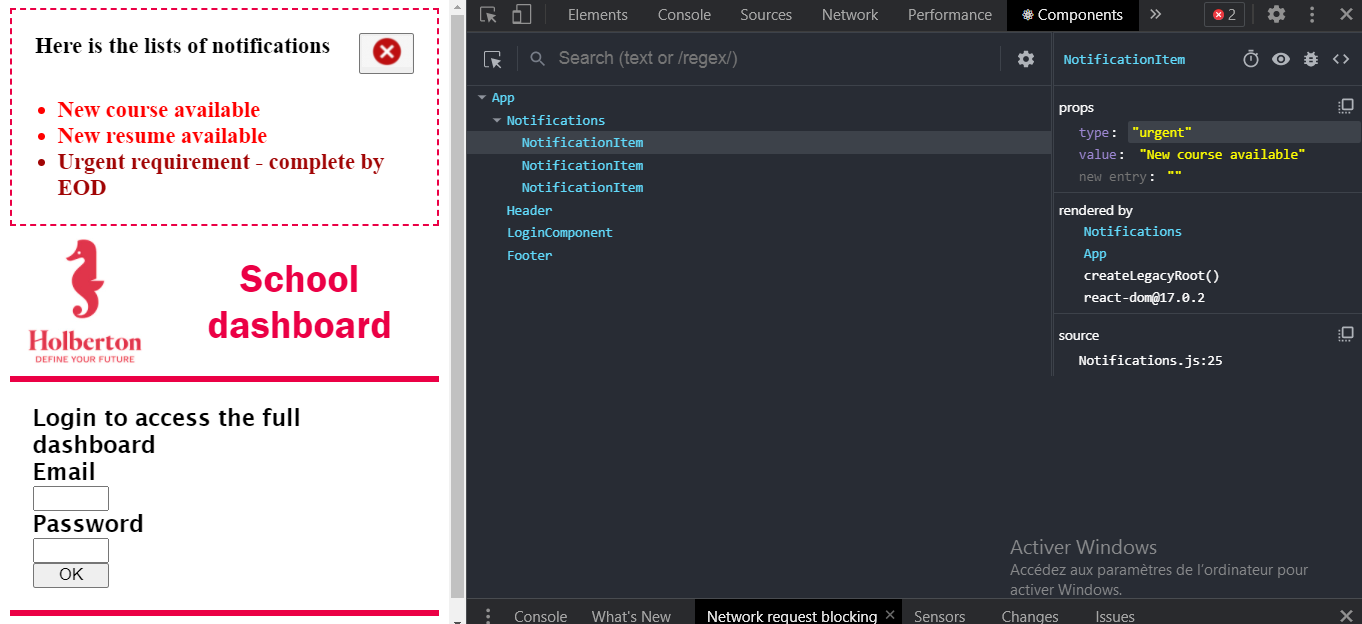 Here is the lists of notifications
New course available
New resume available
Urgent requirement - complete by
EOD
Holberton
DEFINE YOUR FUTURE
School
dashboard
Login to access the full
dashboard
Email
Password
OK
Elements Console Sources Network Performance Components 2
Search (text or /regex/)
App
Notifications
NotificationItem
NotificationItem
NotificationItem
Header
LoginComponent
Footer
NotificationItem
props
type: "urgent"
value: "New course available"
new entry: ""
rendered by
Notifications
App
createLegacyRoot()
react-dom@17.0.2
source
Notifications.js:25
Activer Windows
Accédez aux paramètres de l'ordinateur pour
activer Windows.
Console What's New Network request blocking Sensors Changes Issues